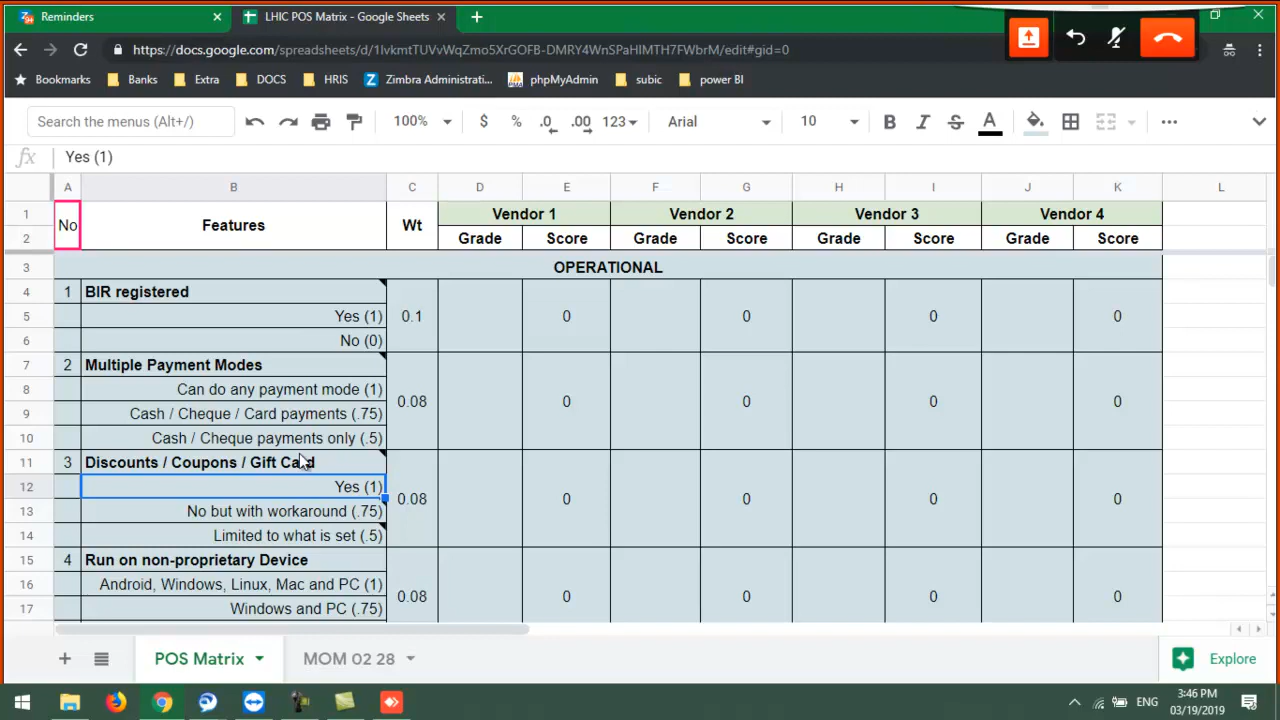 Reminders
LHIC POS Matrix - Google Sheets
https://docs.google.com/spreadsheets/d/1IvkmtTUVvWqZmo5XrGOFB-DMRY4WnSPaHlMTH7FWbrM/edit#gid=0
Bookmarks Banks Extra DOCS HRIS Zimbra Administrati... phpMyAdmin subic power BI
Search the menus (Alt+/) 100% $ % .0 .00 123 Arial 10 B I S A
fx Yes (1)
A B C D E F G H I J K L
1 No Features Wt Vendor 1 Vendor 2 Vendor 3 Vendor 4
2 Grade Score Grade Score Grade Score Grade Score
3 OPERATIONAL
4 1 BIR registered
5 Yes (1) 0.1 0 0 0 0
6 No (0)
7 2 Multiple Payment Modes
8 Can do any payment mode (1) 0.08 0 0 0 0
9 Cash / Cheque / Card payments (.75)
10 Cash / Cheque payments only (.5)
11 3 Discounts / Coupons / Gift Card
12 Yes (1) 0.08 0 0 0 0
13 No but with workaround (.75)
14 Limited to what is set (.5)
15 4 Run on non-proprietary Device
16 Android, Windows, Linux, Mac and PC (1) 0.08 0 0 0 0
17 Windows and PC (.75)
POS Matrix MOM 02 28 Explore
ENG 3:46 PM
03/19/2019